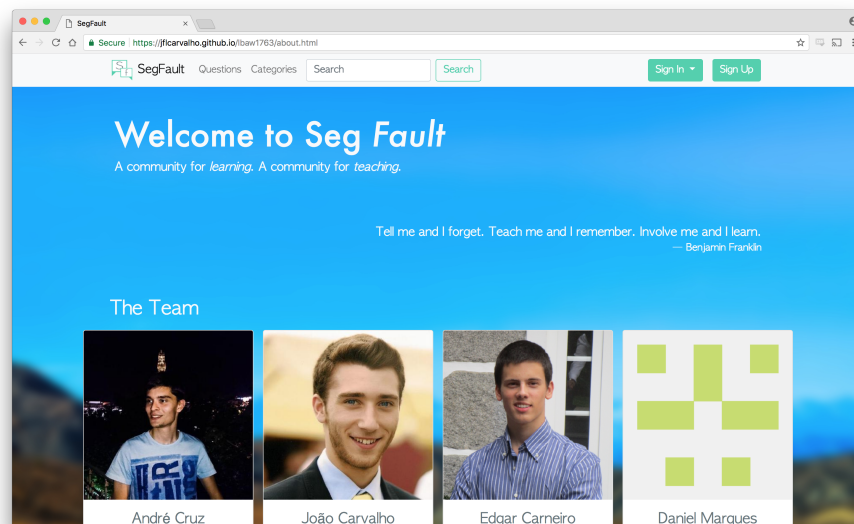 SegFault
Secure https://jflcarvalho.github.io/lbaw1763/about.html
SegFault Questions Categories Search Search Sign In Sign Up
Welcome to Seg Fault
A community for learning. A community for teaching.
Tell me and I forget. Teach me and I remember. Involve me and I learn.
— Benjamin Franklin
The Team
André Cruz João Carvalho Edgar Carneiro Daniel Marques